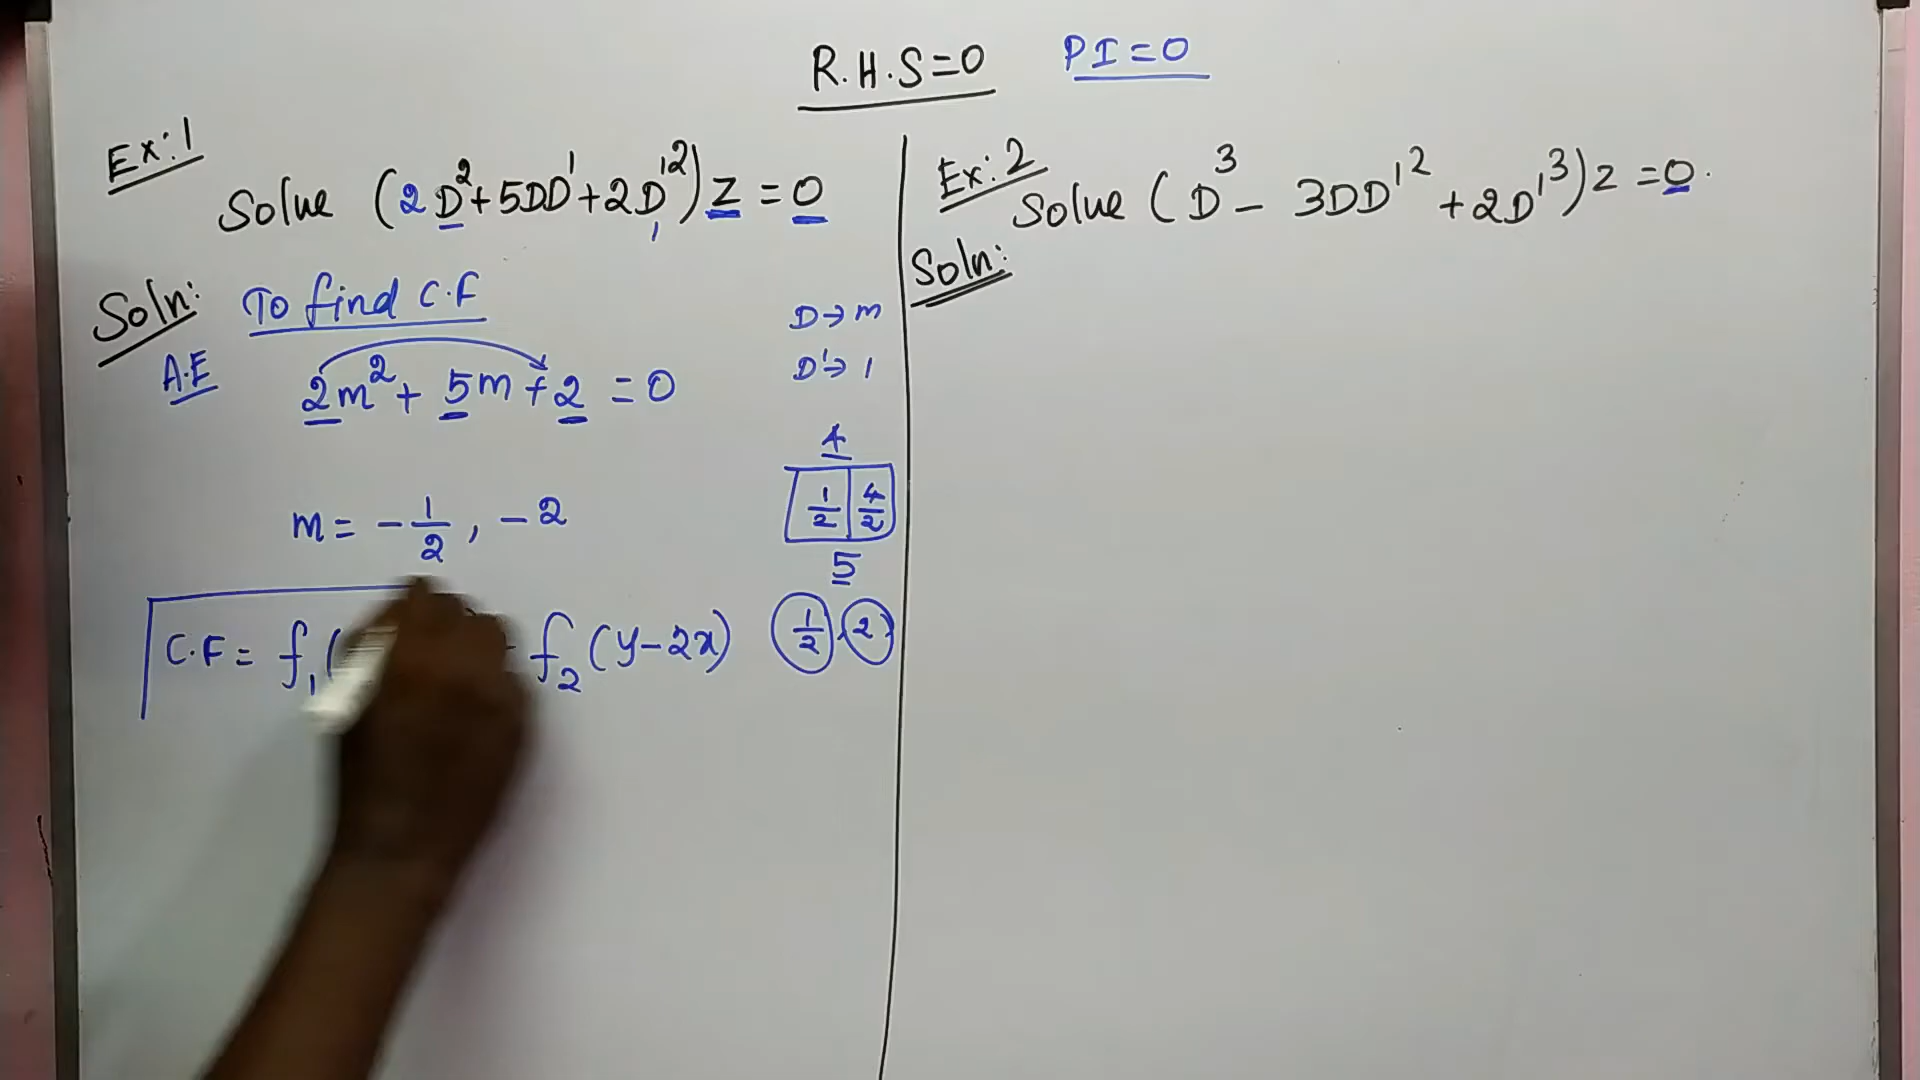 R.H.S=0 PI=0
Ex:1
Solve (2D²+5DD'+2D'²)z=0
Soln: To find C.F
D→m
A.E 2m²+5m+2=0
D'→1
4
m= -1/2, -2
1/2 4/2
5
C.F= f₁( f₂(y-2x)
1/2, 2
Ex:2
Solve (D³- 3DD'²+2D'³)z=0.
Soln: